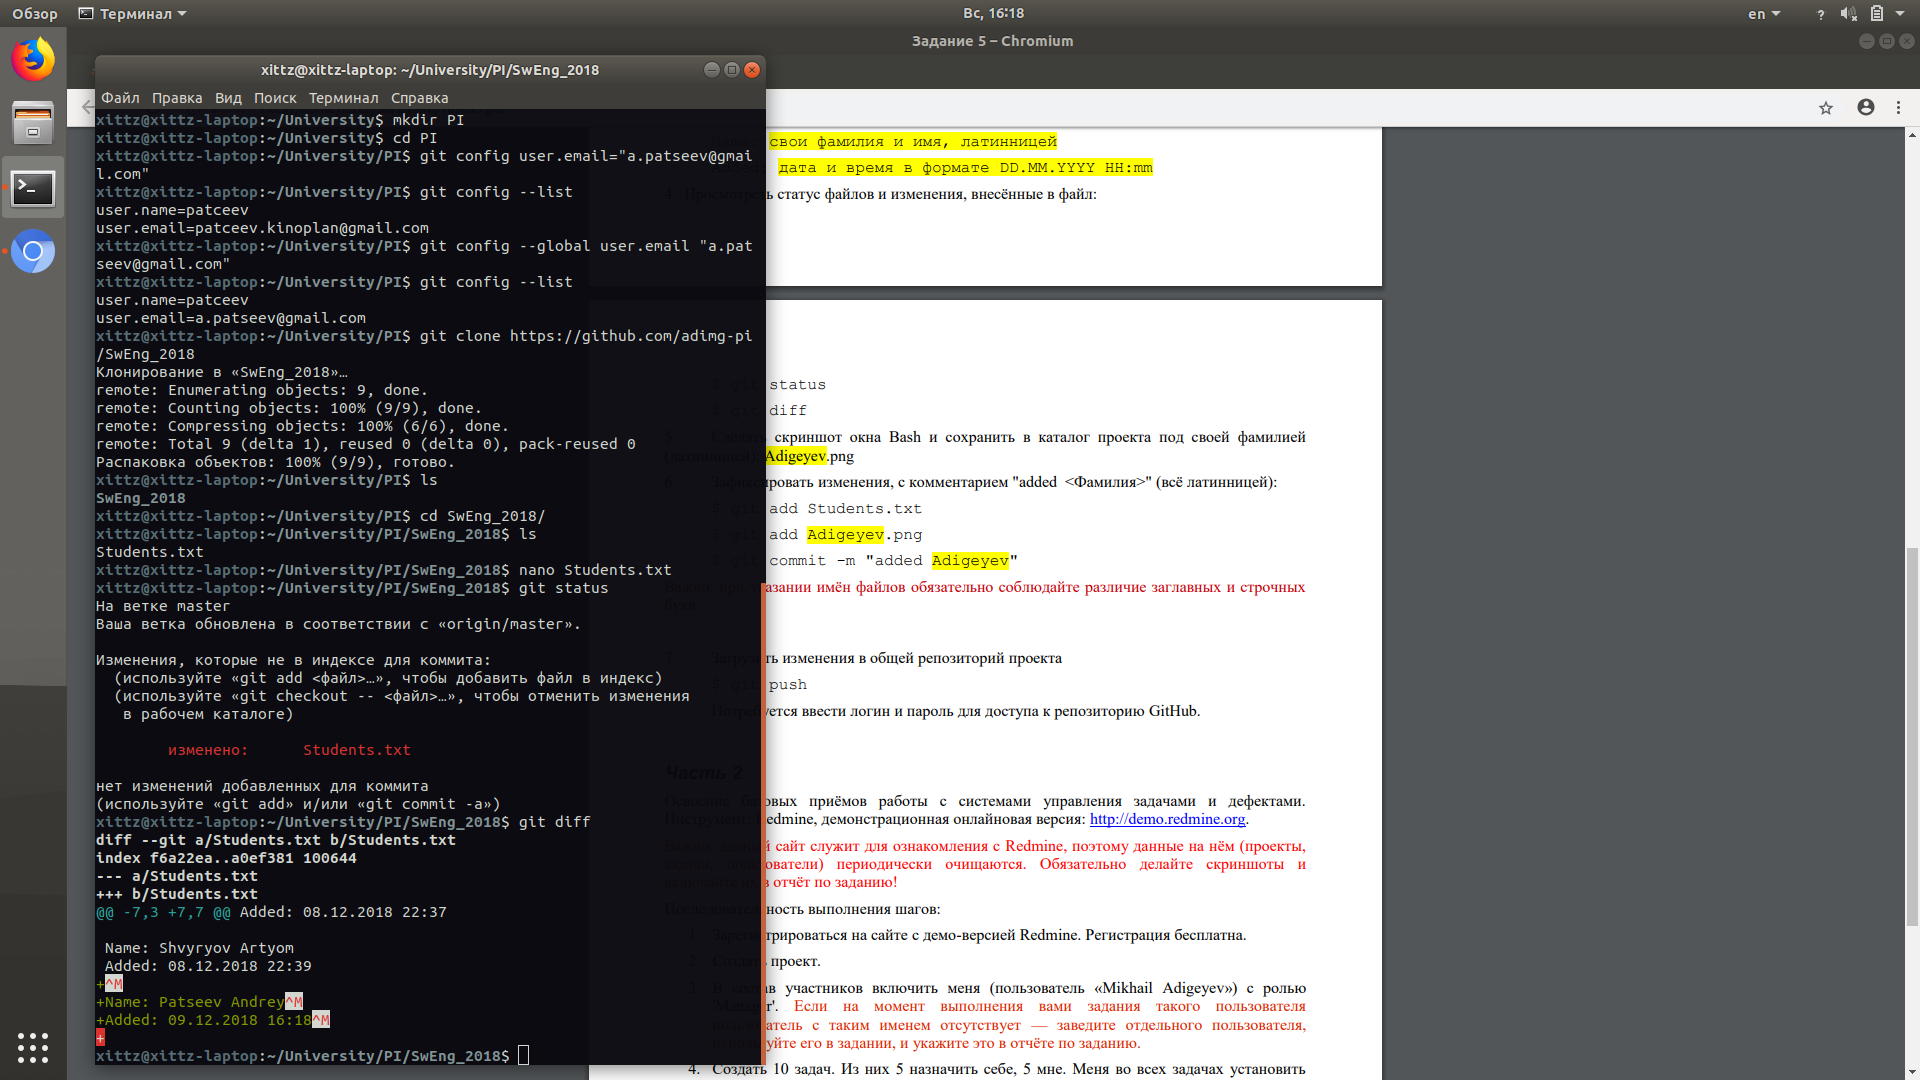 Обзор
Терминал
Вс, 16:18
en
Задание 5 – Chromium
xittz@xittz-laptop: ~/University/PI/SwEng_2018
Файл Правка Вид Поиск Терминал Справка
xittz@xittz-laptop:~/University$ mkdir PI
xittz@xittz-laptop:~/University$ cd PI
xittz@xittz-laptop:~/University/PI$ git config user.email="a.patseev@gmai
l.com"
xittz@xittz-laptop:~/University/PI$ git config --list
user.name=patceev
user.email=patceev.kinoplan@gmail.com
xittz@xittz-laptop:~/University/PI$ git config --global user.email "a.pat
seev@gmail.com"
xittz@xittz-laptop:~/University/PI$ git config --list
user.name=patceev
user.email=a.patseev@gmail.com
xittz@xittz-laptop:~/University/PI$ git clone https://github.com/adimg-pi
/SwEng_2018
Клонирование в «SwEng_2018»…
remote: Enumerating objects: 9, done.
remote: Counting objects: 100% (9/9), done.
remote: Compressing objects: 100% (6/6), done.
remote: Total 9 (delta 1), reused 0 (delta 0), pack-reused 0
Распаковка объектов: 100% (9/9), готово.
xittz@xittz-laptop:~/University/PI$ ls
SwEng_2018
xittz@xittz-laptop:~/University/PI$ cd SwEng_2018/
xittz@xittz-laptop:~/University/PI/SwEng_2018$ ls
Students.txt
xittz@xittz-laptop:~/University/PI/SwEng_2018$ nano Students.txt
xittz@xittz-laptop:~/University/PI/SwEng_2018$ git status
На ветке master
Ваша ветка обновлена в соответствии с «origin/master».
Изменения, которые не в индексе для коммита:
(используйте «git add <файл>…», чтобы добавить файл в индекс)
(используйте «git checkout -- <файл>…», чтобы отменить изменения
в рабочем каталоге)
изменено: Students.txt
нет изменений добавленных для коммита
(используйте «git add» и/или «git commit -a»)
xittz@xittz-laptop:~/University/PI/SwEng_2018$ git diff
diff --git a/Students.txt b/Students.txt
index f6a22ea..a0ef381 100644
--- a/Students.txt
+++ b/Students.txt
@@ -7,3 +7,7 @@ Added: 08.12.2018 22:37
Name: Shvyryov Artyom
Added: 08.12.2018 22:39
+^M
+Name: Patseev Andrey^M
+Added: 09.12.2018 16:18^M
+
xittz@xittz-laptop:~/University/PI/SwEng_2018$
свои фамилия и имя, латинницей
дата и время в формате DD.MM.YYYY HH:mm
4 Просмотреть статус файлов и изменения, внесённые в файл:
$ git status
$ git diff
5 Сделать скриншот окна Bash и сохранить в каталог проекта под своей фамилией
(латинницей) Adigeyev.png
6 Зафиксировать изменения, с комментарием "added <Фамилия>" (всё латинницей):
$ git add Students.txt
$ git add Adigeyev.png
$ git commit -m "added Adigeyev"
указании имён файлов обязательно соблюдайте различие заглавных и строчных
букв
7 Загрузить изменения в общей репозиторий проекта
$ git push
Потребуется ввести логин и пароль для доступа к репозиторию GitHub.
Часть 2
Освоение базовых приёмов работы с системами управления задачами и дефектами.
Инструмент: Redmine, демонстрационная онлайновая версия: http://demo.redmine.org.
сайт служит для ознакомления с Redmine, поэтому данные на нём (проекты,
пользователи) периодически очищаются. Обязательно делайте скриншоты и
в отчёт по заданию!
Последовательность выполнения шагов:
1 Зарегистрироваться на сайте с демо-версией Redmine. Регистрация бесплатна.
2 Создать проект.
3 В состав участников включить меня (пользователь «Mikhail Adigeyev») с ролью
'Manager'. Если на момент выполнения вами задания такого пользователя
пользователь с таким именем отсутствует — заведите отдельного пользователя,
используйте его в задании, и укажите это в отчёте по заданию.
4. Создать 10 задач. Из них 5 назначить себе, 5 мне. Меня во всех задачах установить